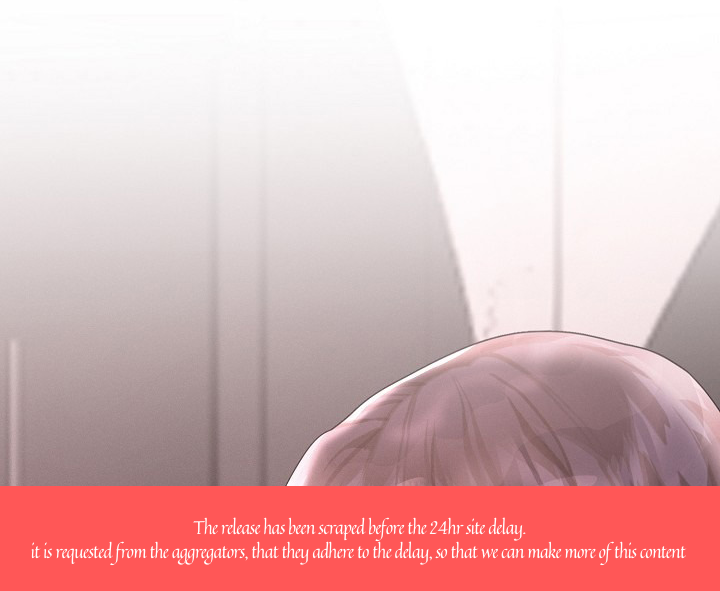 The release has been scraped before the 24hr site delay.
it is requested from the aggregators, that they adhere to the delay, so that we can make more of this content